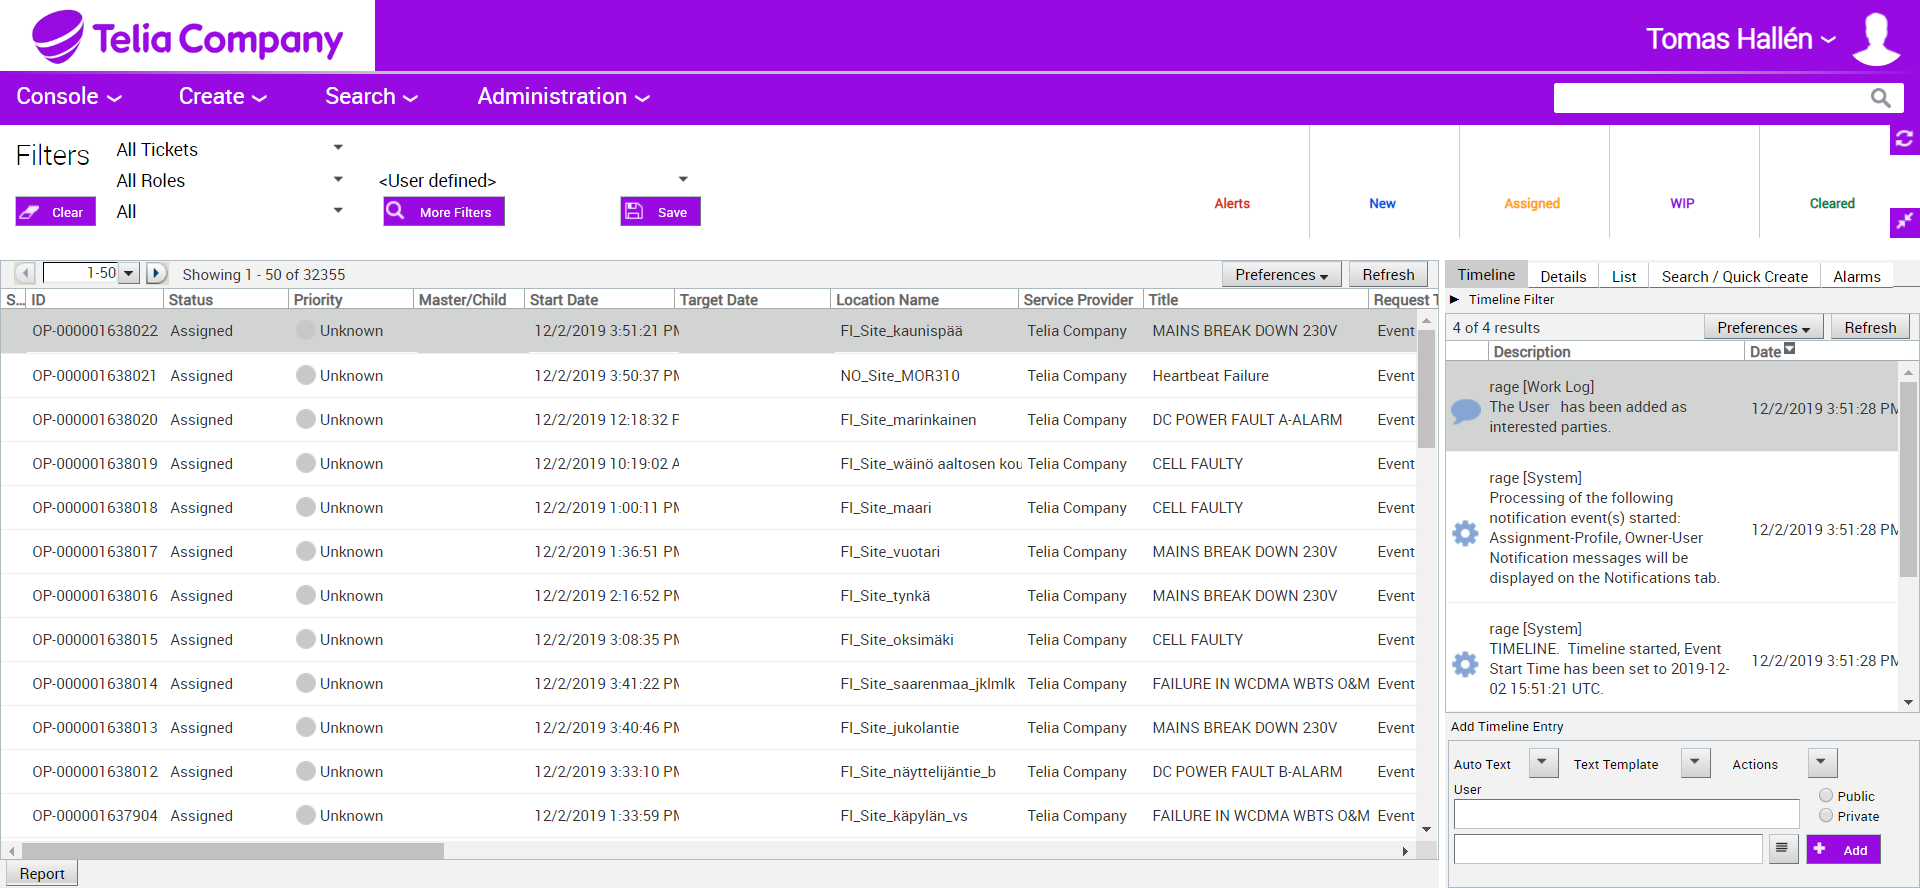 Telia Company
Tomas Hallén
Console Create Search Administration
Filters
All Tickets
All Roles <User defined>
Clear All More Filters Save
Alerts New Assigned WIP Cleared
1-50 Showing 1 - 50 of 32355 Preferences Refresh
S... ID Status Priority Master/Child Start Date Target Date Location Name Service Provider Title Request T
OP-000001638022 Assigned Unknown 12/2/2019 3:51:21 PM FI_Site_kaunispää Telia Company MAINS BREAK DOWN 230V Event
OP-000001638021 Assigned Unknown 12/2/2019 3:50:37 PM NO_Site_MOR310 Telia Company Heartbeat Failure Event
OP-000001638020 Assigned Unknown 12/2/2019 12:18:32 P FI_Site_marinkainen Telia Company DC POWER FAULT A-ALARM Event
OP-000001638019 Assigned Unknown 12/2/2019 10:19:02 A FI_Site_wäinö aaltosen kou Telia Company CELL FAULTY Event
OP-000001638018 Assigned Unknown 12/2/2019 1:00:11 PM FI_Site_maari Telia Company CELL FAULTY Event
OP-000001638017 Assigned Unknown 12/2/2019 1:36:51 PM FI_Site_vuotari Telia Company MAINS BREAK DOWN 230V Event
OP-000001638016 Assigned Unknown 12/2/2019 2:16:52 PM FI_Site_tynkä Telia Company MAINS BREAK DOWN 230V Event
OP-000001638015 Assigned Unknown 12/2/2019 3:08:35 PM FI_Site_oksimäki Telia Company CELL FAULTY Event
OP-000001638014 Assigned Unknown 12/2/2019 3:41:22 PM FI_Site_saarenmaa_jklmlk Telia Company FAILURE IN WCDMA WBTS O&M Event
OP-000001638013 Assigned Unknown 12/2/2019 3:40:46 PM FI_Site_jukolantie Telia Company MAINS BREAK DOWN 230V Event
OP-000001638012 Assigned Unknown 12/2/2019 3:33:10 PM FI_Site_näyttelijäntie_b Telia Company DC POWER FAULT B-ALARM Event
OP-000001637904 Assigned Unknown 12/2/2019 1:33:59 PM FI_Site_käpylän_vs Telia Company FAILURE IN WCDMA WBTS O&M Event
Report
Timeline Details List Search / Quick Create Alarms
Timeline Filter
4 of 4 results Preferences Refresh
Description Date
rage [Work Log]
The User has been added as 12/2/2019 3:51:28 PM
interested parties.
rage [System]
Processing of the following
notification event(s) started: 12/2/2019 3:51:28 PM
Assignment-Profile, Owner-User
Notification messages will be
displayed on the Notifications tab.
rage [System]
TIMELINE. Timeline started, Event
Start Time has been set to 2019-12- 12/2/2019 3:51:28 PM
02 15:51:21 UTC.
Add Timeline Entry
Auto Text Text Template Actions
User
Public
Private
Add